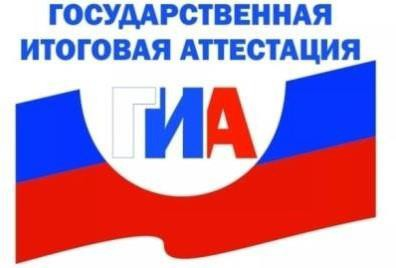 ГОСУДАРСТВЕННАЯ
ИТОГОВАЯ АТТЕСТАЦИЯ
ГИА